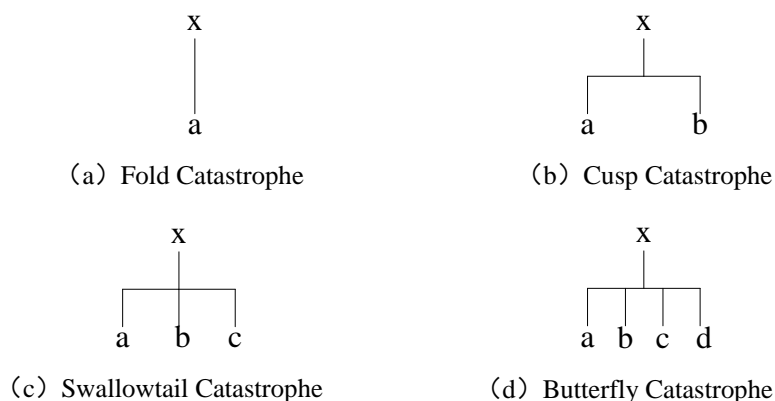 x
a
（a）Fold Catastrophe
x
a b
（b）Cusp Catastrophe
x
a b c
（c）Swallowtail Catastrophe
x
a b c d
（d）Butterfly Catastrophe